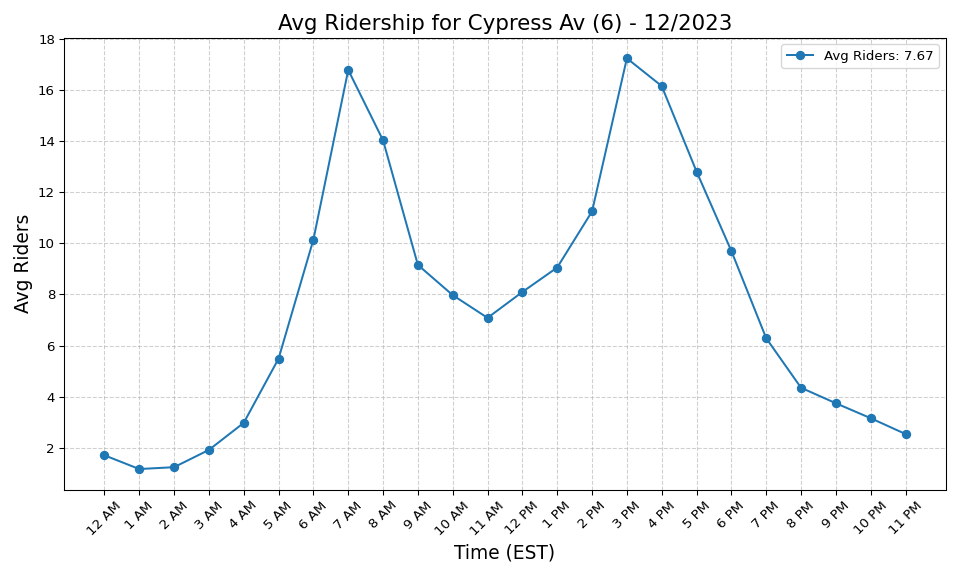 Avg Ridership for Cypress Av (6) - 12/2023
Avg Riders: 7.67
18
16
14
12
10
8
6
4
2
Avg Riders
12 AM
1 AM
2 AM
3 AM
4 AM
5 AM
6 AM
7 AM
8 AM
9 AM
10 AM
11 AM
12 PM
1 PM
2 PM
3 PM
4 PM
5 PM
6 PM
7 PM
8 PM
9 PM
10 PM
11 PM
Time (EST)